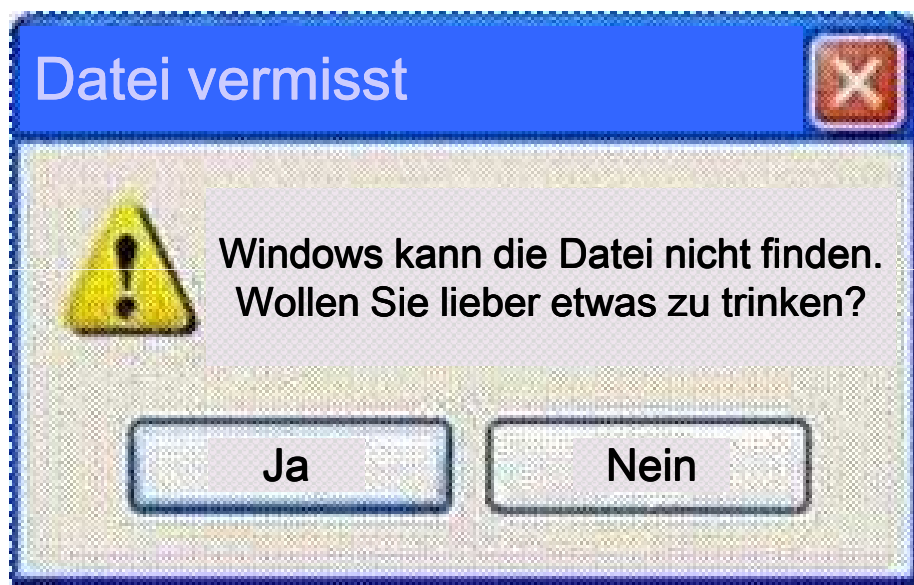 Datei vermisst
Windows kann die Datei nicht finden.
Wollen Sie lieber etwas zu trinken?
Ja
Nein